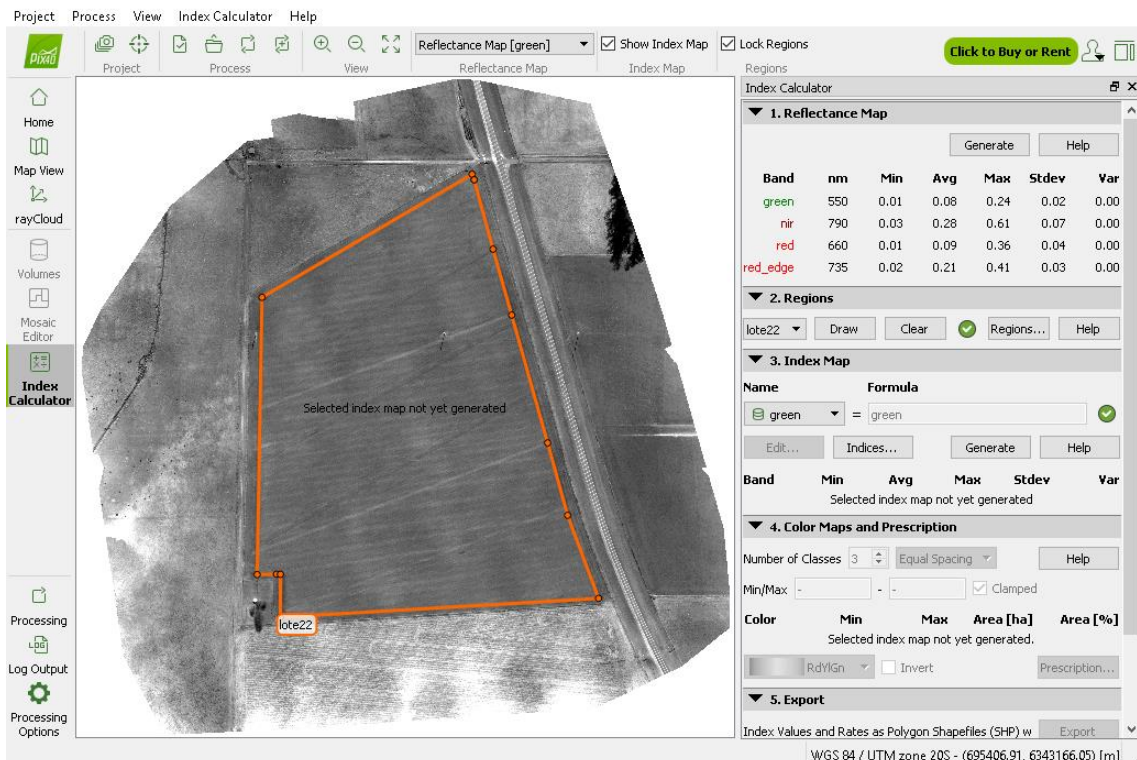 Project Process View Index Calculator Help
PIX4D
Reflectance Map [green] Show Index Map Lock Regions Click to Buy or Rent
Project Process View Reflectance Map Index Map Regions
Home
Map View
rayCloud
Volumes
Mosaic
Editor
Index
Calculator
Processing
Log Output
Processing
Options
Selected index map not yet generated
lote22
Index Calculator
1. Reflectance Map
Generate Help
Band nm Min Avg Max Stdev Var
green 550 0.01 0.08 0.24 0.02 0.00
nir 790 0.03 0.28 0.61 0.07 0.00
red 660 0.01 0.09 0.36 0.04 0.00
red_edge 735 0.02 0.21 0.41 0.03 0.00
2. Regions
lote22 Draw Clear Regions... Help
3. Index Map
Name Formula
green = green
Edit... Indices... Generate Help
Band Min Avg Max Stdev Var
Selected index map not yet generated
4. Color Maps and Prescription
Number of Classes 3 Equal Spacing Help
Min/Max - - - Clamped
Color Min Max Area [ha] Area [%]
Selected index map not yet generated.
RdYlGn Invert Prescription...
5. Export
Index Values and Rates as Polygon Shapefiles (SHP) w Export
WGS 84 / UTM zone 20S - (695406.91, 6343166.05) [m]